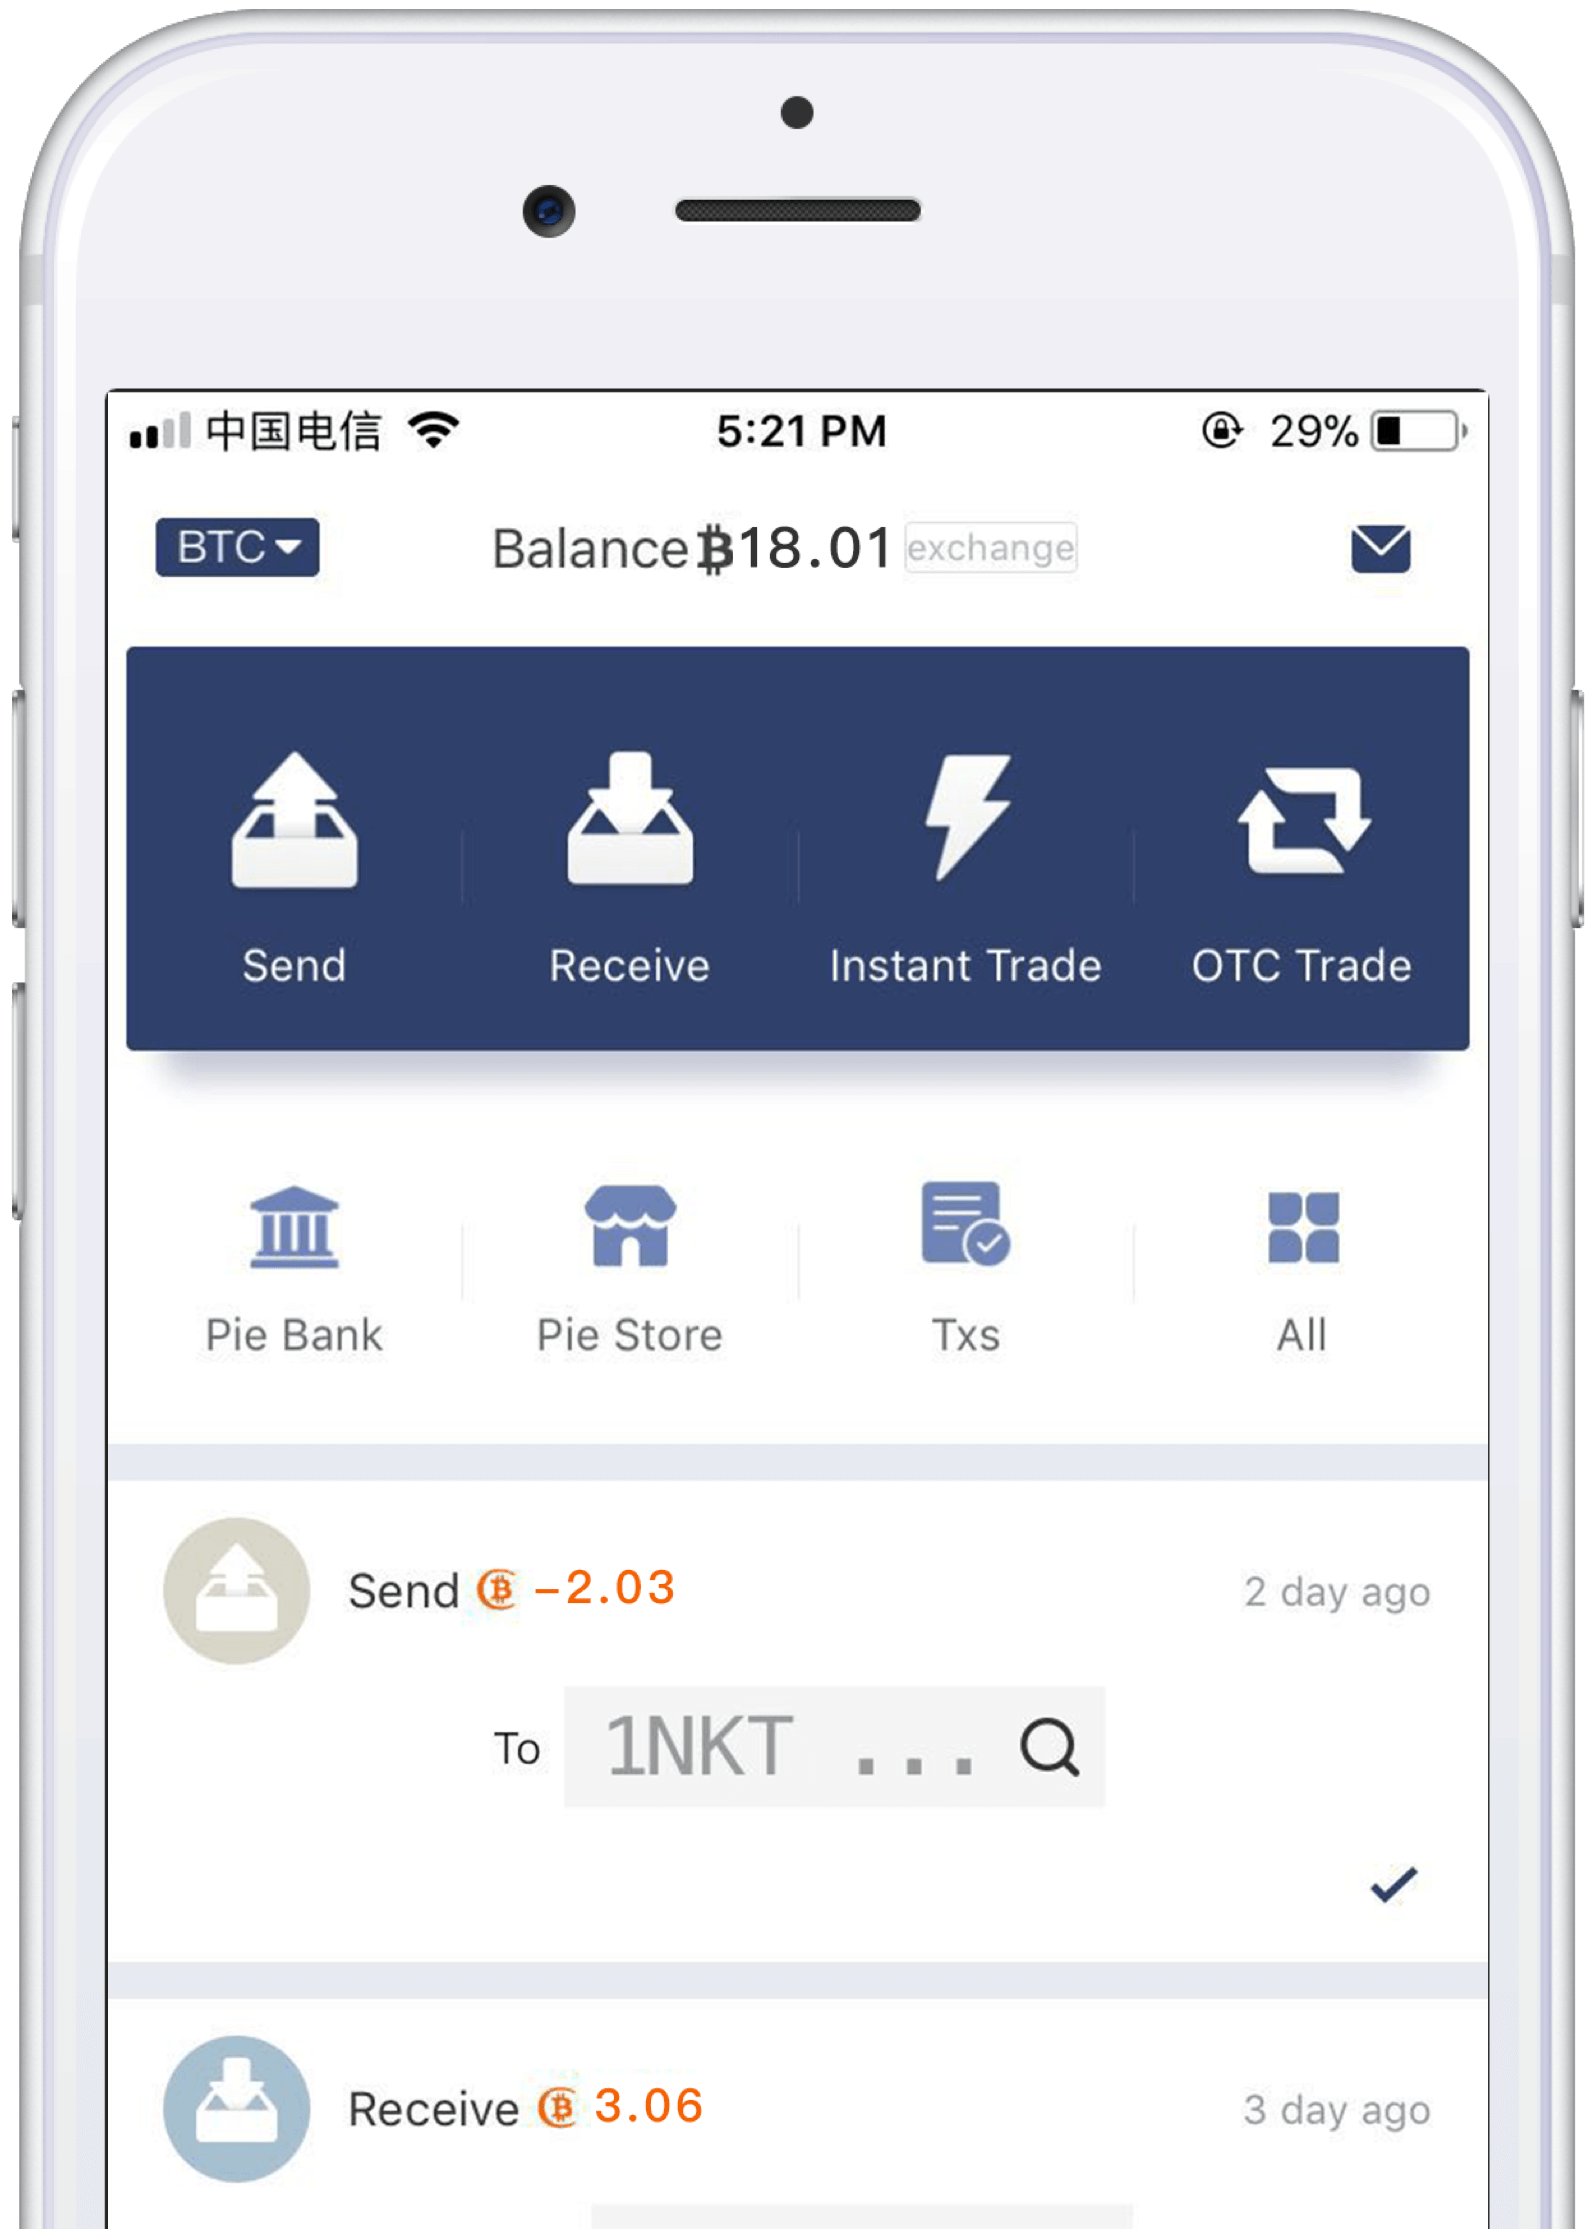 中国电信 5:21 PM 29%
BTC Balance ₿18.01 exchange
Send Receive Instant Trade OTC Trade
Pie Bank Pie Store Txs All
Send –2.03 2 day ago
To 1NKT ...
Receive 3.06 3 day ago